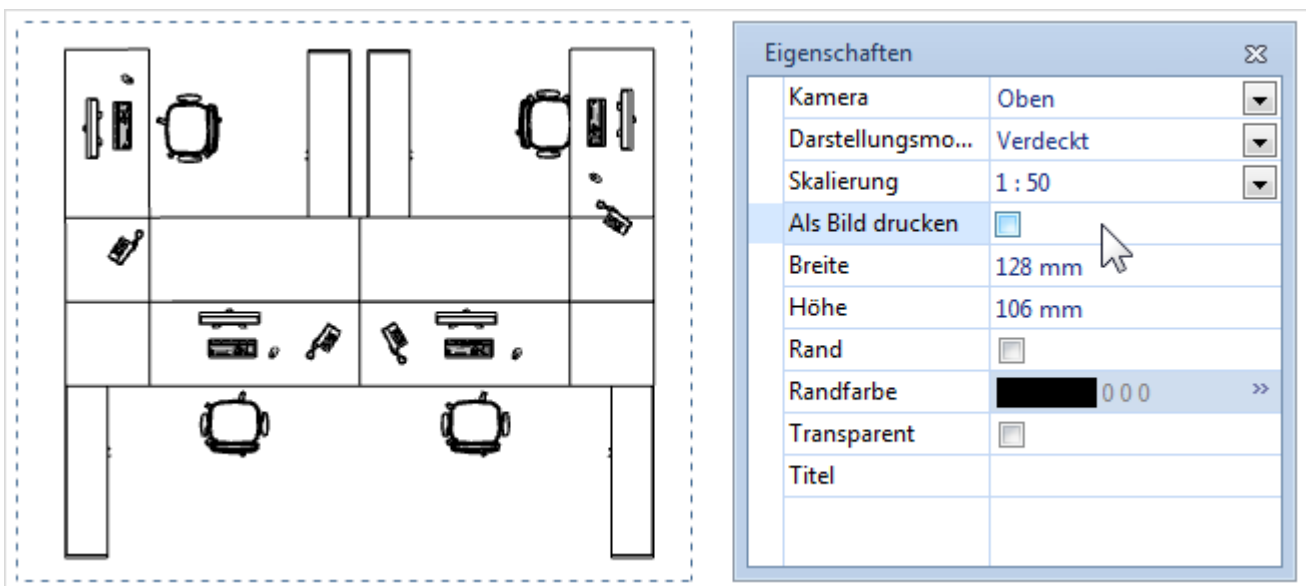 Eigenschaften
Kamera Oben
Darstellungsmo... Verdeckt
Skalierung 1 : 50
Als Bild drucken
Breite 128 mm
Höhe 106 mm
Rand
Randfarbe 0 0 0 »
Transparent
Titel